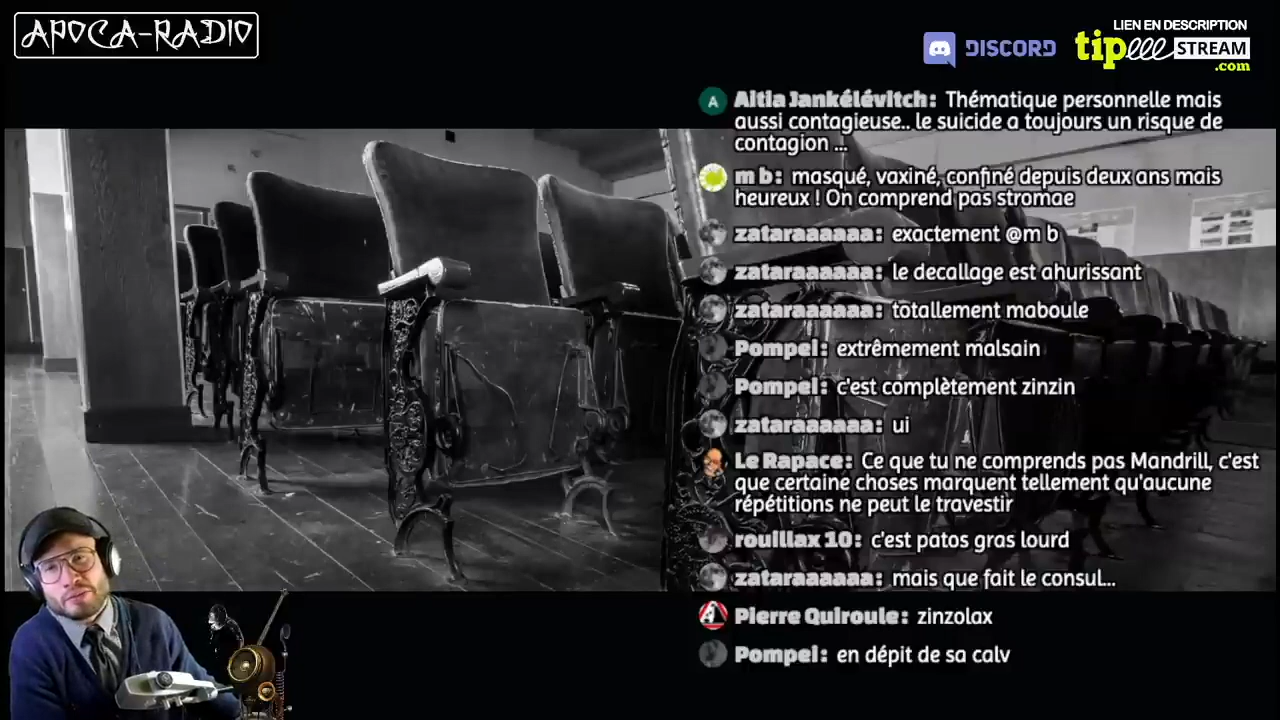 APOCA-RADIO
LIEN EN DESCRIPTION
DISCORD
tipeee STREAM
.com
A Aitia Jankélévitch: Thématique personnelle mais
aussi contagieuse.. le suicide a toujours un risque de
contagion ...
m b: masqué, vaxiné, confiné depuis deux ans mais
heureux ! On comprend pas stromae
zataraaaaaa: exactement @m b
zataraaaaaa: le decallage est ahurissant
zataraaaaaa: totallement maboule
Pompel: extrêmement malsain
Pompel: c'est complètement zinzin
zataraaaaaa: ui
Le Rapace: Ce que tu ne comprends pas Mandrill, c'est
que certaine choses marquent tellement qu'aucune
répétitions ne peut le travestir
rouillax 10: c'est patos gras lourd
zataraaaaaa: mais que fait le consul...
Pierre Quiroule: zinzolax
Pompel: en dépit de sa calv